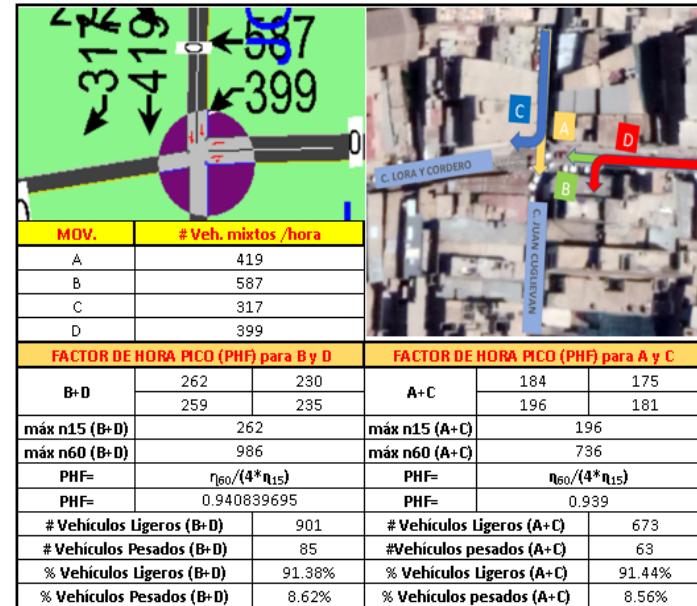 317
419
587
399
0
C
A
D
B
C. LORA Y CORDERO
C. JUAN CUGLIEVAN
MOV. # Veh. mixtos /hora
A 419
B 587
C 317
D 399
FACTOR DE HORA PICO (PHF) para B y D FACTOR DE HORA PICO (PHF) para A y C
B+D 262 230 A+C 184 175
259 235 196 181
máx n15 (B+D) 262 máx n15 (A+C) 196
máx n60 (B+D) 986 máx n60 (A+C) 736
PHF= η60/(4*η15) PHF= η60/(4*η15)
PHF= 0.940839695 PHF= 0.939
# Vehículos Ligeros (B+D) 901 # Vehículos Ligeros (A+C) 673
# Vehículos Pesados (B+D) 85 #Vehículos pesados (A+C) 63
% Vehículos Ligeros (B+D) 91.38% % Vehículos Ligeros (A+C) 91.44%
% Vehículos Pesados (B+D) 8.62% % Vehículos pesados (A+C) 8.56%